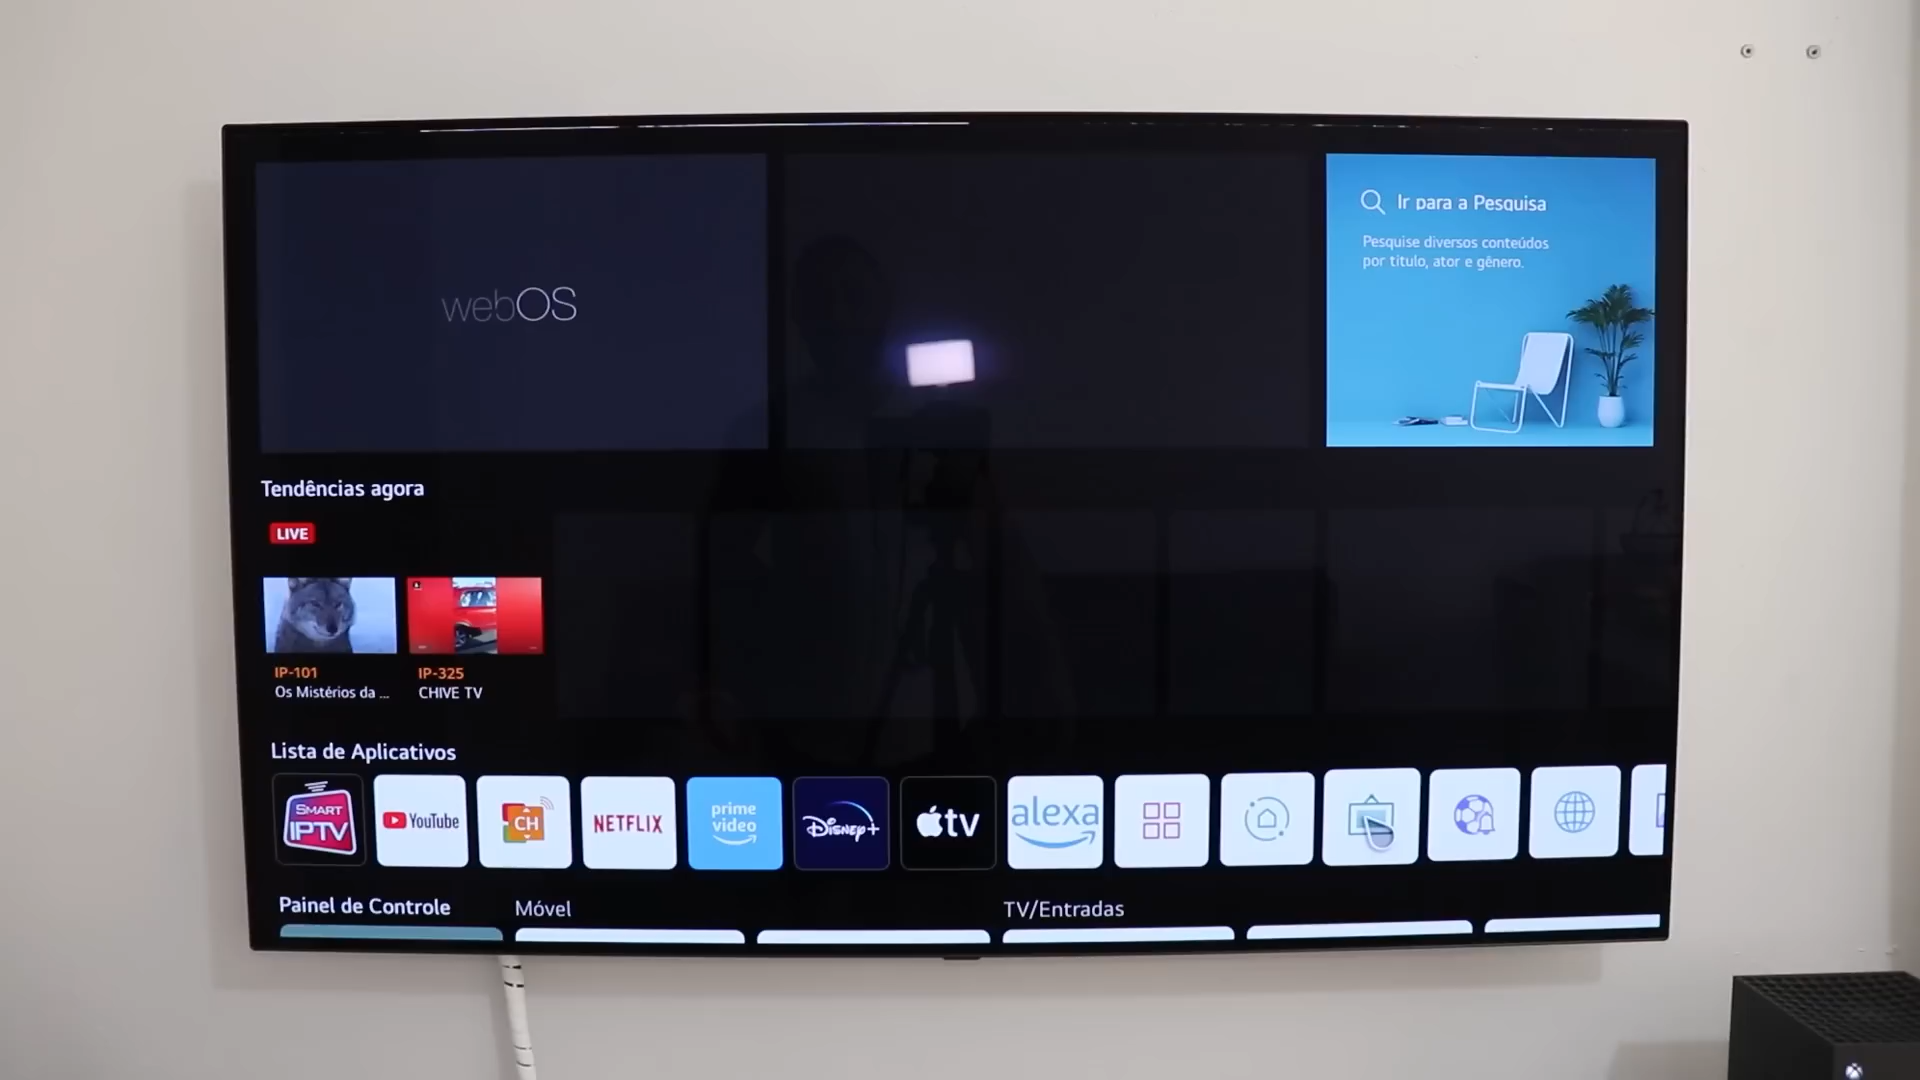 webOS
Ir para a Pesquisa
Pesquise diversos conteúdos
por título, ator e gênero.
Tendências agora
LIVE
IP-101
Os Mistérios da ...
IP-325
CHIVE TV
Lista de Aplicativos
SMART
IPTV
YouTube
CH
NETFLIX
prime
video
Disney+
tv
alexa
Painel de Controle
Móvel
TV/Entradas